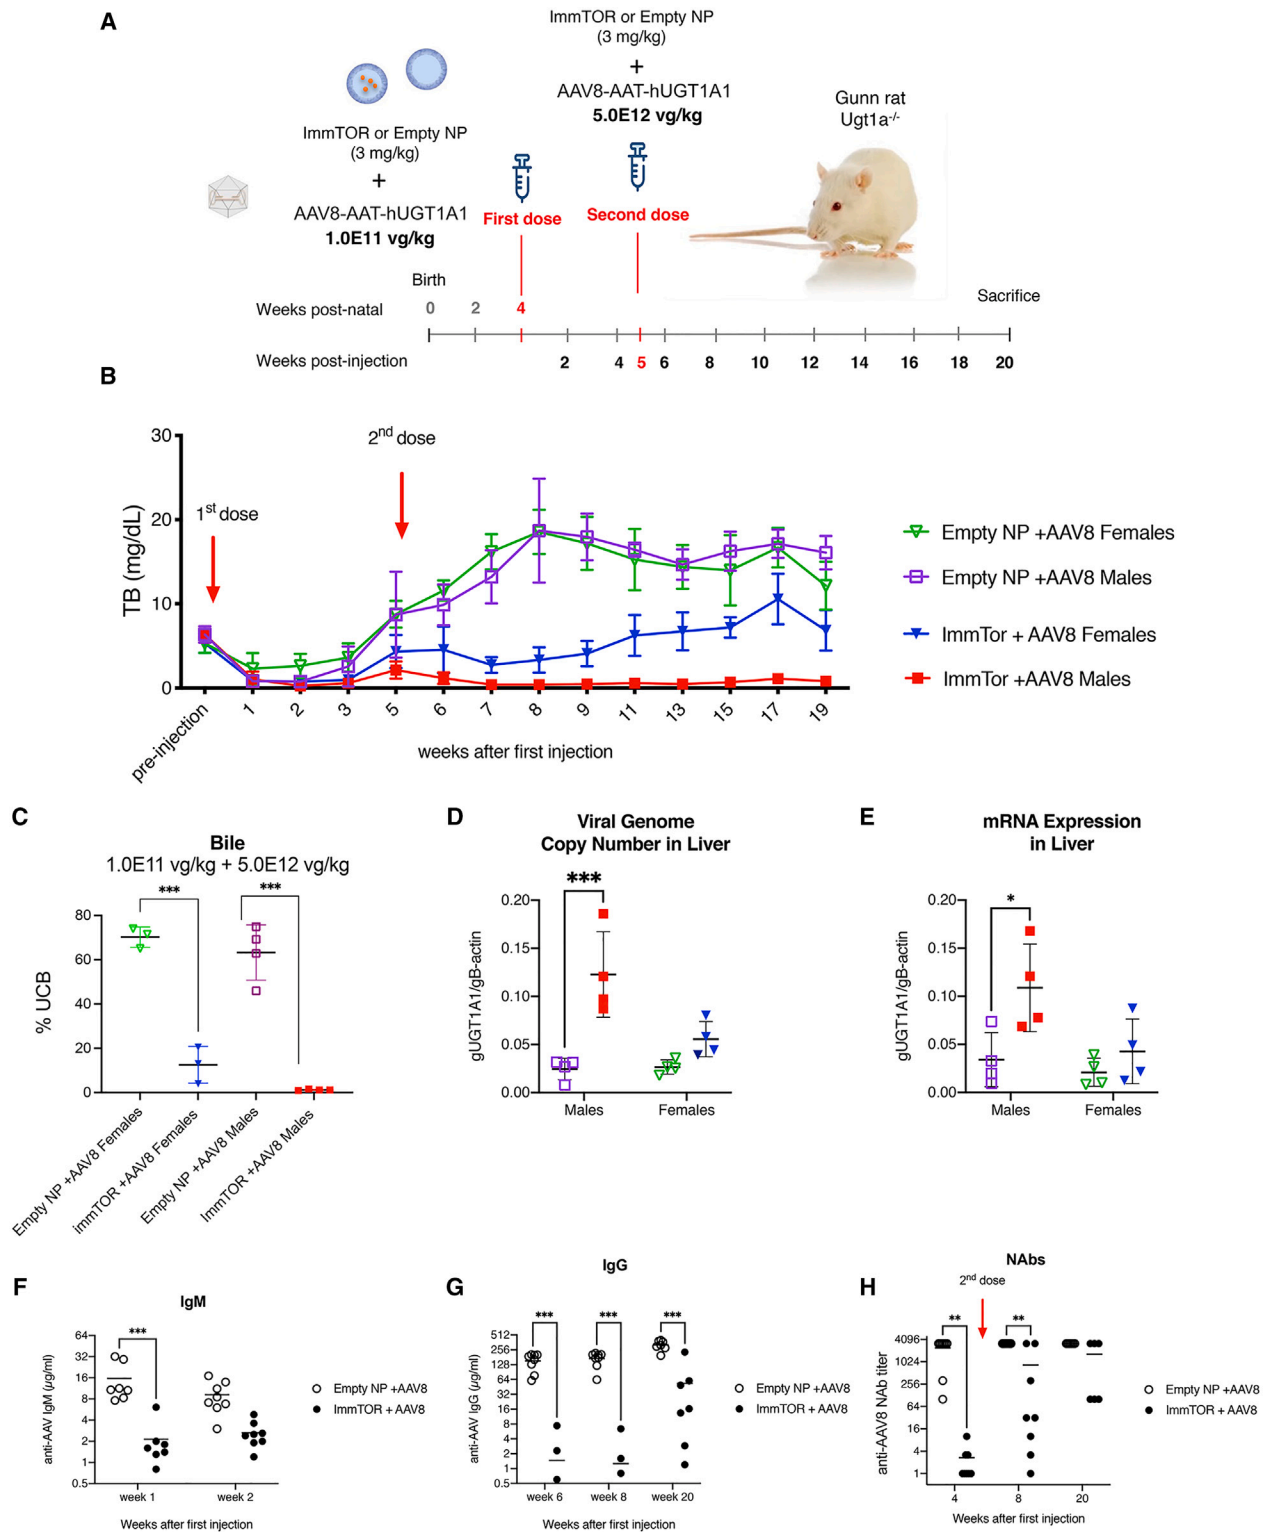 A
ImmTOR or Empty NP
(3 mg/kg)
+
AAV8-AAT-hUGT1A1
5.0E12 vg/kg
Gunn rat
Ugt1a-/-
ImmTOR or Empty NP
(3 mg/kg)
+
AAV8-AAT-hUGT1A1
1.0E11 vg/kg
First dose
Second dose
Birth
Sacrifice
Weeks post-natal
0 2 4
Weeks post-injection
2 4 5 6 8 10 12 14 16 18 20
B
30
20
10
0
TB (mg/dL)
1st dose
2nd dose
pre-injection 1 2 3 5 6 7 8 9 11 13 15 17 19
weeks after first injection
Empty NP +AAV8 Females
Empty NP +AAV8 Males
ImmTor + AAV8 Females
ImmTor +AAV8 Males
C
Bile
1.0E11 vg/kg + 5.0E12 vg/kg
***
***
80
60
40
20
0
% UCB
Empty NP +AAV8 Females
immTOR +AAV8 Females
Empty NP +AAV8 Males
ImmTOR +AAV8 Males
D
Viral Genome
Copy Number in Liver
***
0.20
0.15
0.10
0.05
0.00
gUGT1A1/gB-actin
Males
Females
E
mRNA Expression
in Liver
*
0.20
0.15
0.10
0.05
0.00
gUGT1A1/gB-actin
Males
Females
F
IgM
***
64
32
16
8
4
2
1
0.5
anti-AAV IgM (µg/ml)
week 1
week 2
Weeks after first injection
Empty NP +AAV8
ImmTOR + AAV8
G
IgG
***
***
***
512
256
128
64
32
16
8
4
2
1
0.5
anti-AAV IgG (µg/ml)
week 6
week 8
week 20
Weeks after first injection
Empty NP +AAV8
ImmTOR + AAV8
H
NAbs
2nd dose
**
**
4096
1024
256
64
16
4
1
anti-AAV8 NAb titer
4
8
20
Weeks after first injection
Empty NP +AAV8
ImmTOR + AAV8